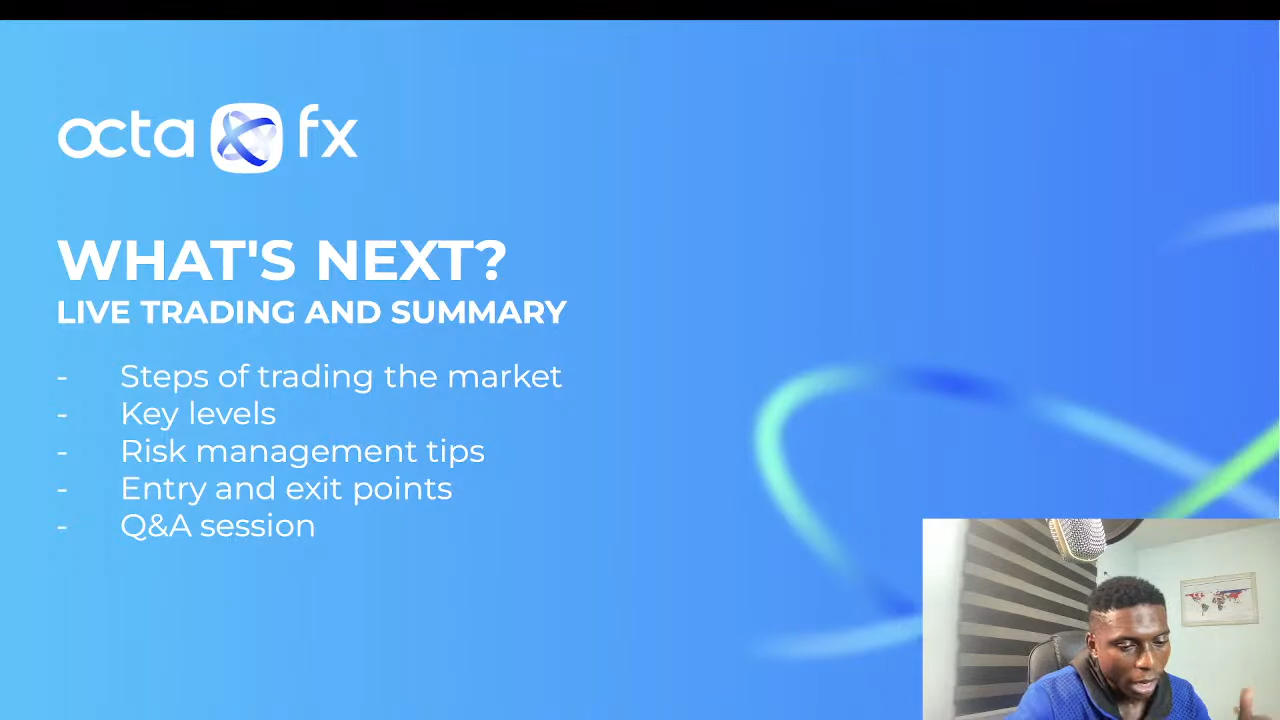 octa fx
WHAT'S NEXT?
LIVE TRADING AND SUMMARY
- Steps of trading the market
- Key levels
- Risk management tips
- Entry and exit points
- Q&A session